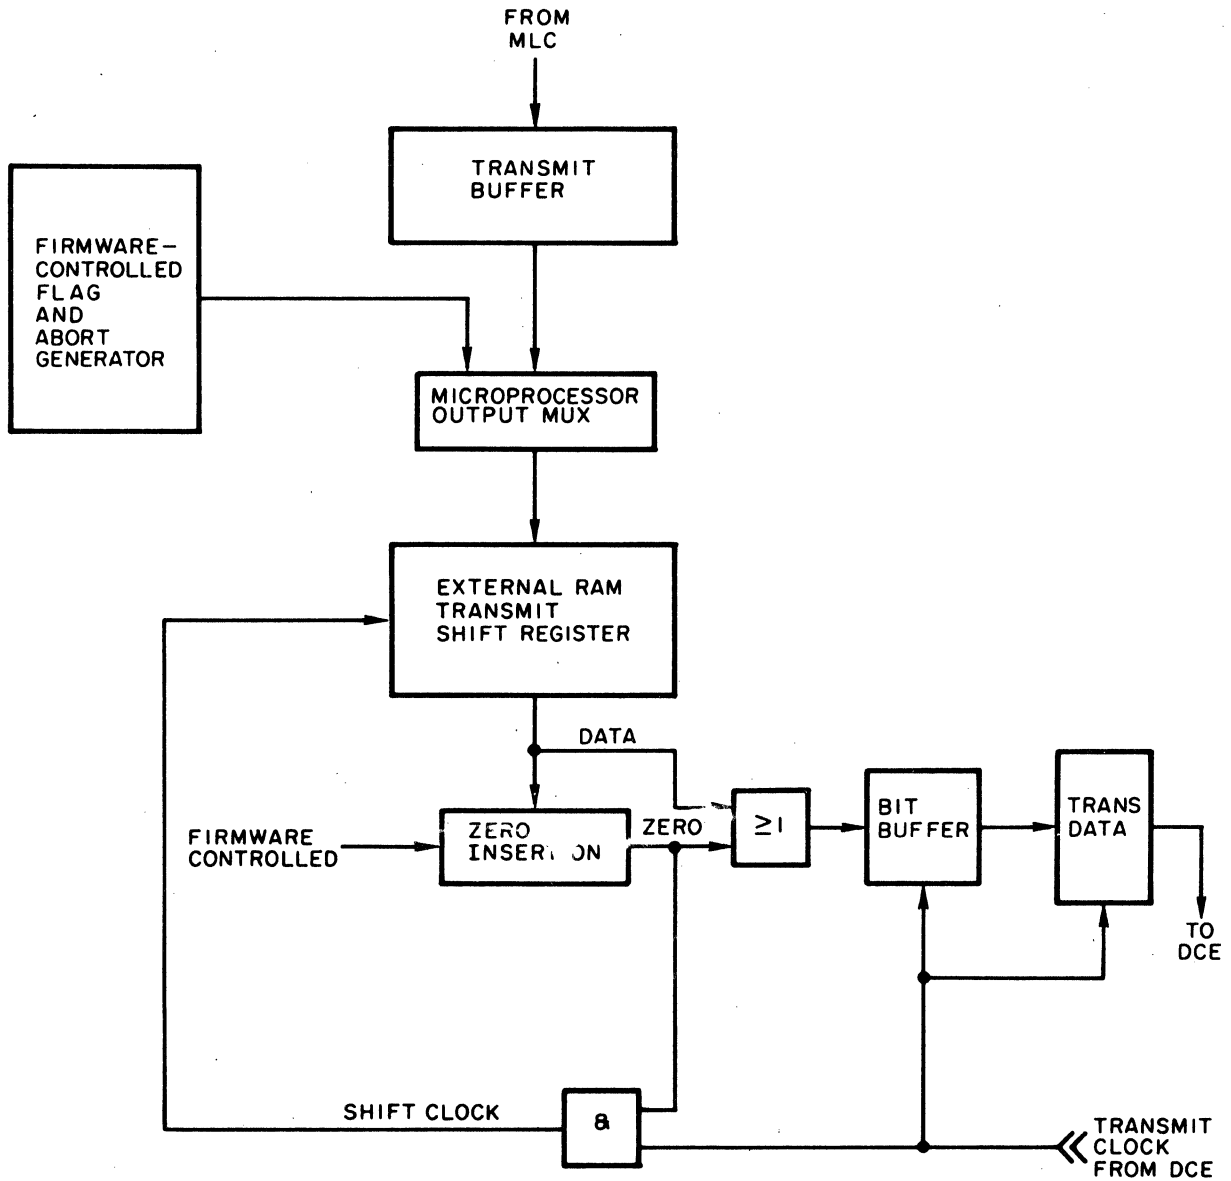 FROM
MLC
TRANSMIT
BUFFER
FIRMWARE-
CONTROLLED
FLAG
AND
ABORT
GENERATOR
MICROPROCESSOR
OUTPUT MUX
EXTERNAL RAM
TRANSMIT
SHIFT REGISTER
DATA
FIRMWARE
CONTROLLED
ZERO
INSERTION
ZERO
≥1
BIT
BUFFER
TRANS
DATA
TO
DCE
SHIFT CLOCK
&
TRANSMIT
CLOCK
FROM DCE